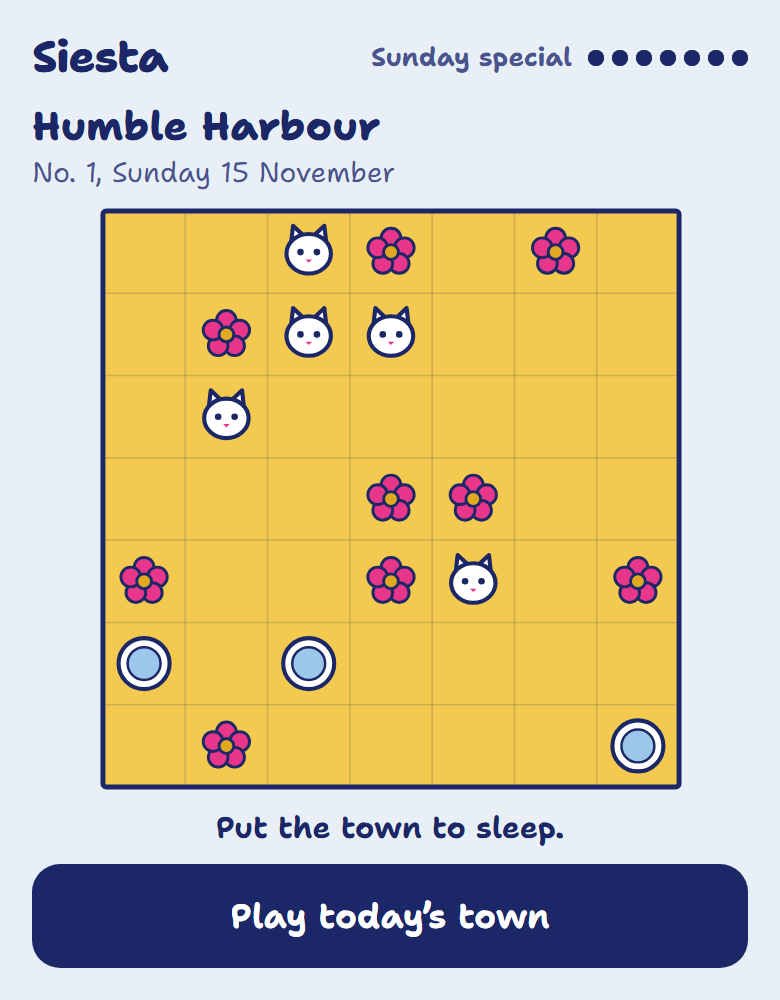 Siesta
Sunday special
Humble Harbour
No. 1, Sunday 15 November
Put the town to sleep.
Play today's town